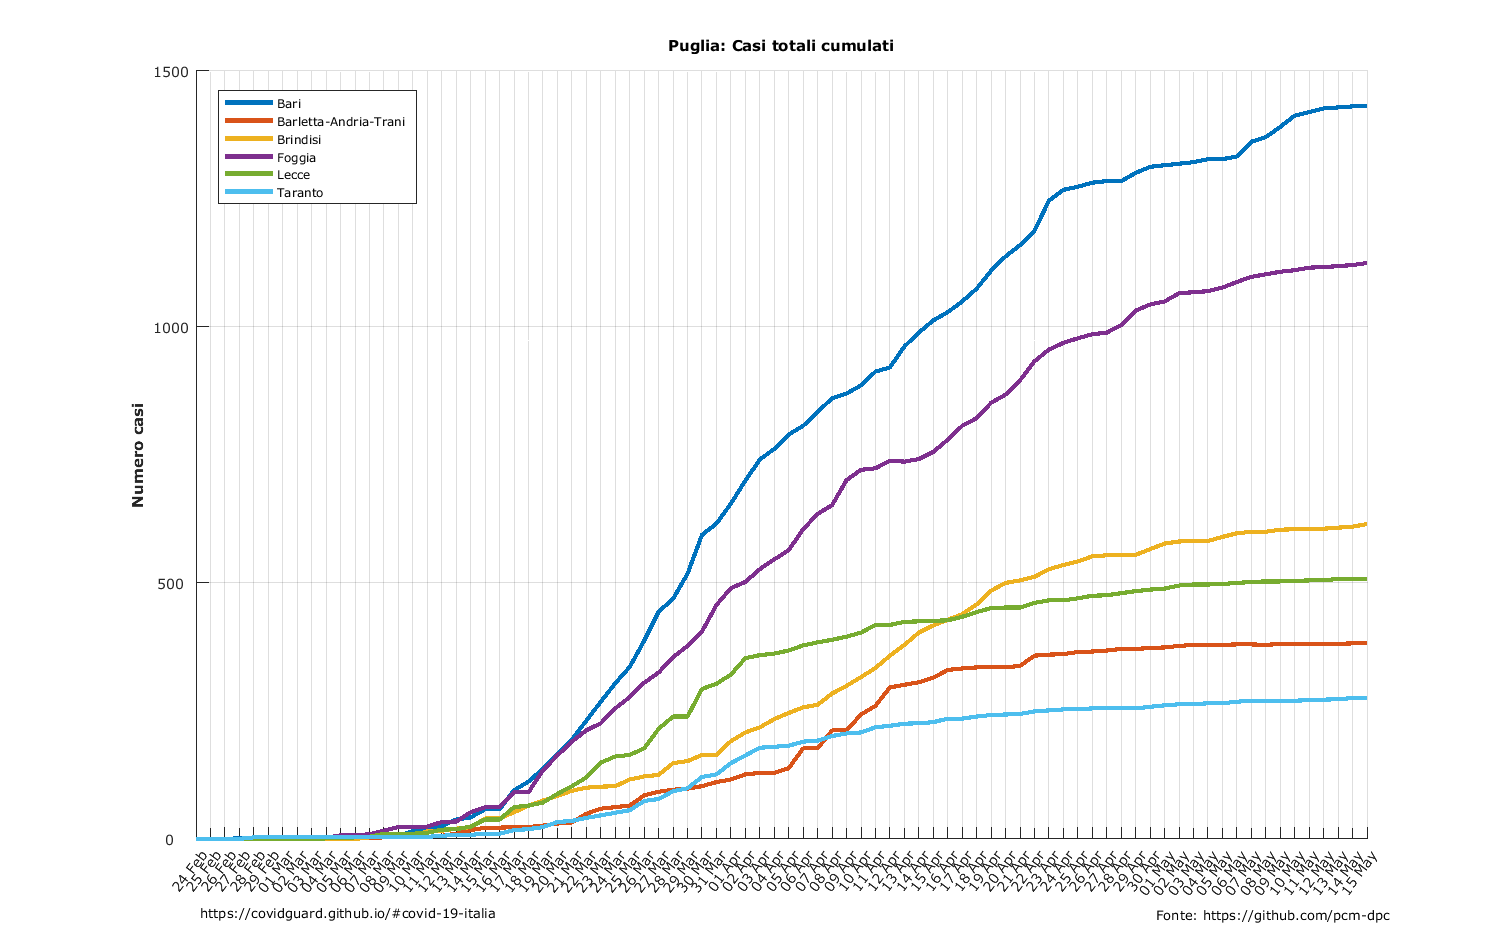 Puglia: Casi totali cumulati
1500
1000
500
0
Numero casi
Bari
Barletta-Andria-Trani
Brindisi
Foggia
Lecce
Taranto
24 Feb
25 Feb
26 Feb
27 Feb
28 Feb
29 Feb
01 Mar
02 Mar
03 Mar
04 Mar
05 Mar
06 Mar
07 Mar
08 Mar
09 Mar
10 Mar
11 Mar
12 Mar
13 Mar
14 Mar
15 Mar
16 Mar
17 Mar
18 Mar
19 Mar
20 Mar
21 Mar
22 Mar
23 Mar
24 Mar
25 Mar
26 Mar
27 Mar
28 Mar
29 Mar
30 Mar
31 Mar
01 Apr
02 Apr
03 Apr
04 Apr
05 Apr
06 Apr
07 Apr
08 Apr
09 Apr
10 Apr
11 Apr
12 Apr
13 Apr
14 Apr
15 Apr
16 Apr
17 Apr
18 Apr
19 Apr
20 Apr
21 Apr
22 Apr
23 Apr
24 Apr
25 Apr
26 Apr
27 Apr
28 Apr
29 Apr
30 Apr
01 May
02 May
03 May
04 May
05 May
06 May
07 May
08 May
09 May
10 May
11 May
12 May
13 May
14 May
15 May
https://covidguard.github.io/#covid-19-italia
Fonte: https://github.com/pcm-dpc